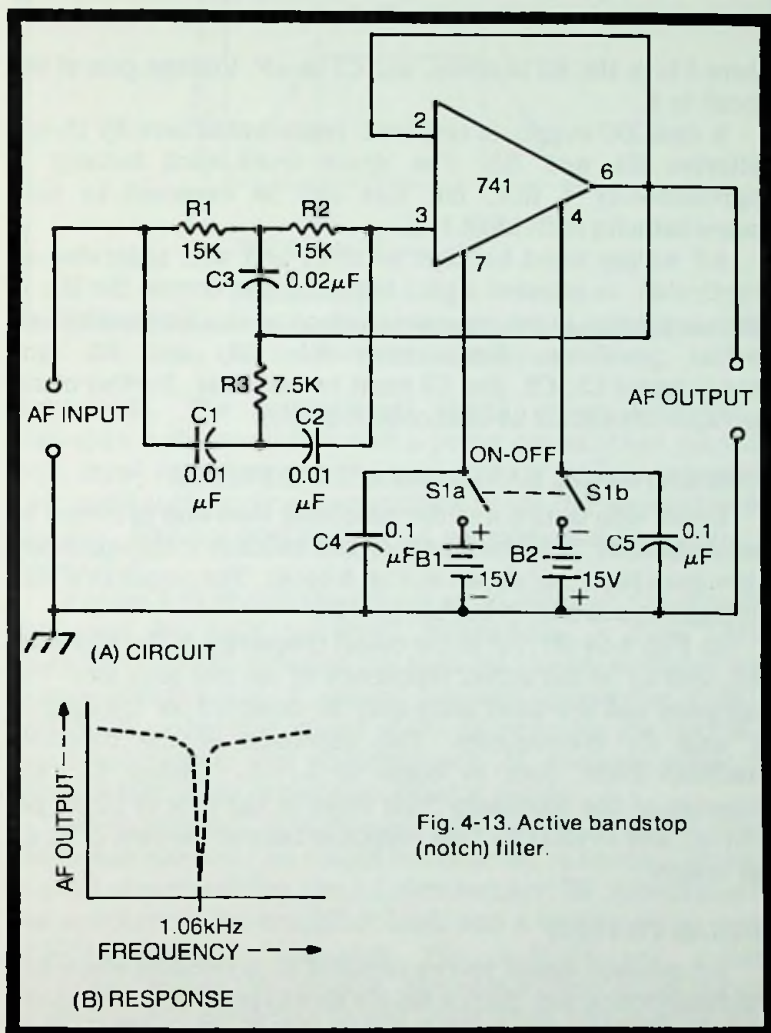 2
741
6
3
4
7
R1
R2
15K
15K
C3
0.02µF
R3
7.5K
AF INPUT
C1
C2
0.01
µF
0.01
µF
AF OUTPUT
ON-OFF
S1a
S1b
C4
0.1
µF
B1
+
15V
−
B2
−
15V
+
C5
0.1
µF
(A) CIRCUIT
AF OUTPUT
1.06kHz
FREQUENCY
(B) RESPONSE
Fig. 4-13. Active bandstop
(notch) filter.